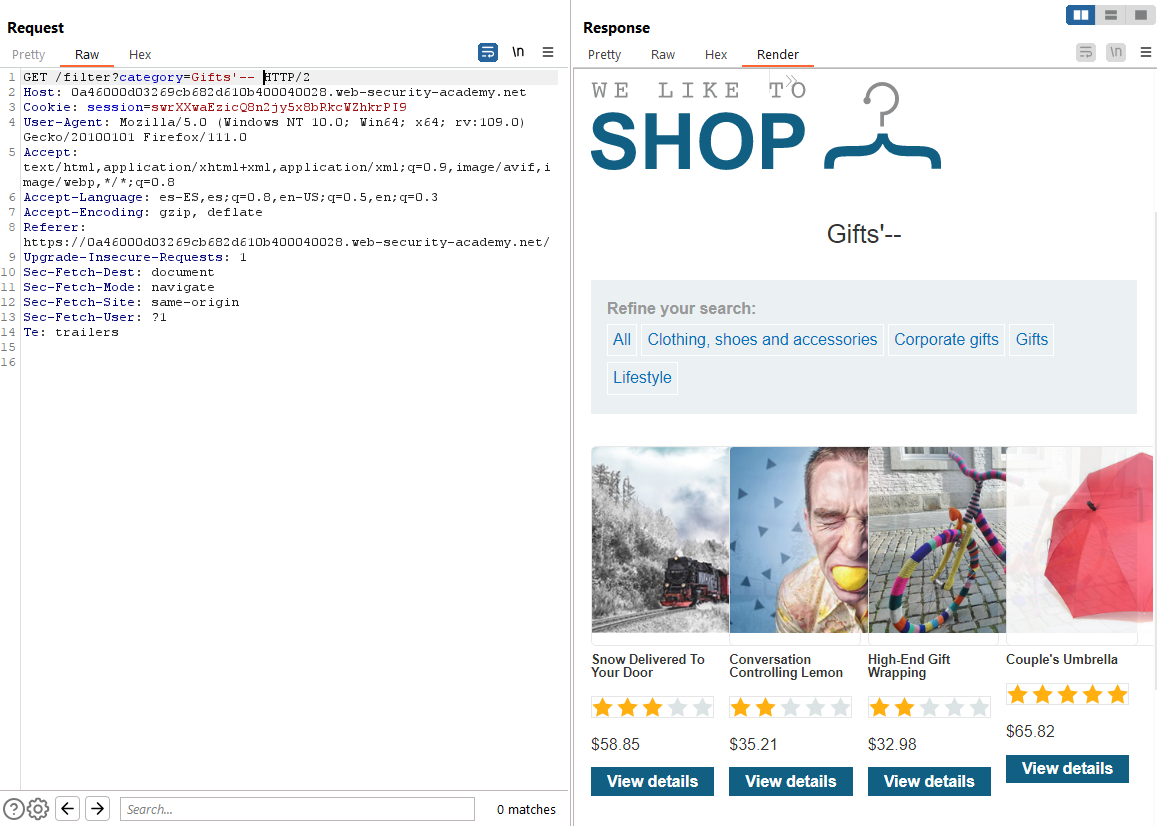 Request
Pretty Raw Hex
\n
1 GET /filter?category=Gifts'-- HTTP/2
2 Host: 0a46000d03269cb682d610b400040028.web-security-academy.net
3 Cookie: session=swrXXwaEzicQ8n2jy5x8bRkcWZhkrPI9
4 User-Agent: Mozilla/5.0 (Windows NT 10.0; Win64; x64; rv:109.0)
Gecko/20100101 Firefox/111.0
5 Accept:
text/html,application/xhtml+xml,application/xml;q=0.9,image/avif,i
mage/webp,*/*;q=0.8
6 Accept-Language: es-ES,es;q=0.8,en-US;q=0.5,en;q=0.3
7 Accept-Encoding: gzip, deflate
8 Referer:
https://0a46000d03269cb682d610b400040028.web-security-academy.net/
9 Upgrade-Insecure-Requests: 1
10 Sec-Fetch-Dest: document
11 Sec-Fetch-Mode: navigate
12 Sec-Fetch-Site: same-origin
13 Sec-Fetch-User: ?1
14 Te: trailers
15
16
Search...
0 matches
Response
Pretty Raw Hex Render
\n
WE LIKE TO
SHOP
Gifts'--
Refine your search:
All Clothing, shoes and accessories Corporate gifts Gifts
Lifestyle
Snow Delivered To
Your Door
$58.85
View details
Conversation
Controlling Lemon
$35.21
View details
High-End Gift
Wrapping
$32.98
View details
Couple's Umbrella
$65.82
View details